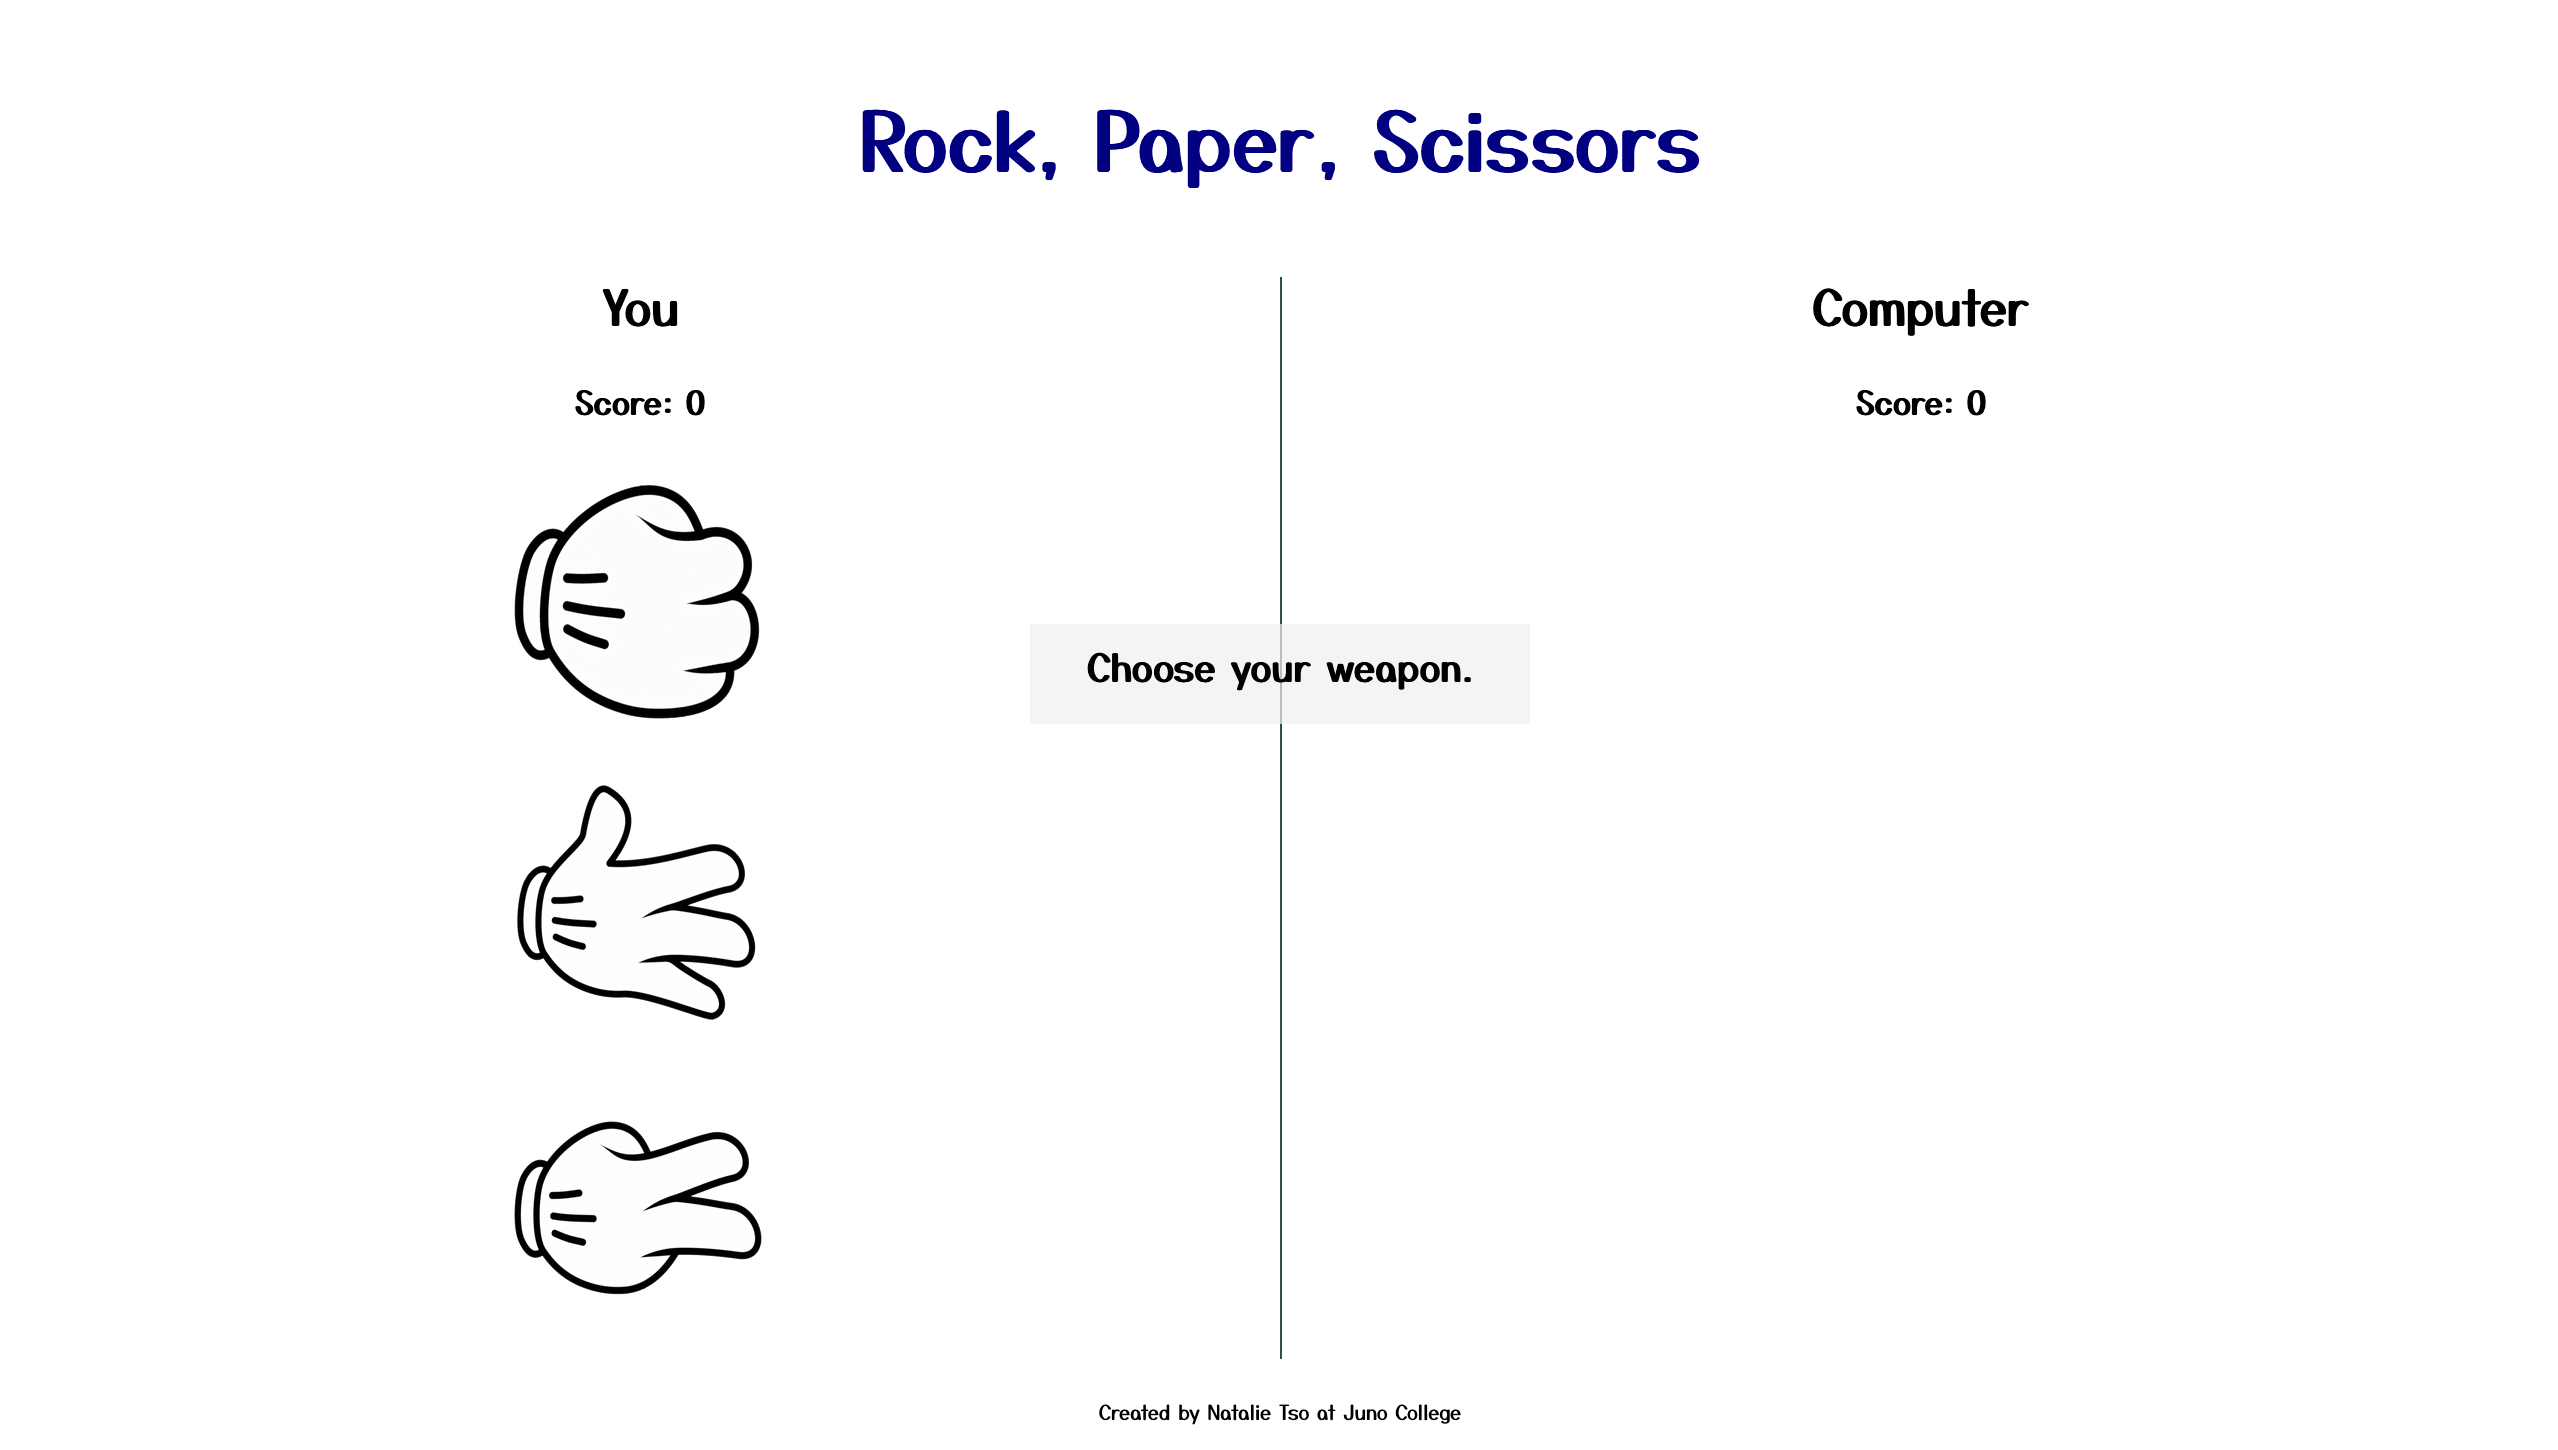 Rock, Paper, Scissors
You
Score: 0
Computer
Score: 0
Choose your weapon.
Created by Natalie Tso at Juno College